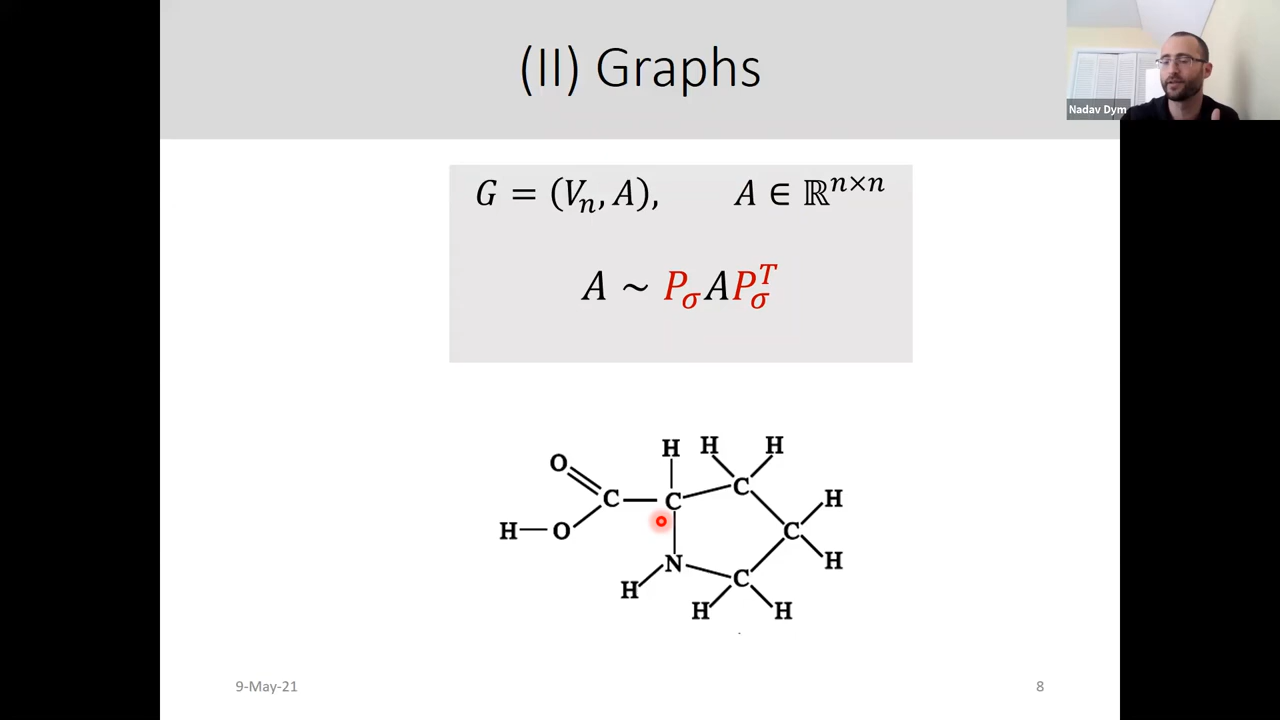 (II) Graphs
Nadav Dym
G = (V_n, A), A ∈ ℝ^{n×n}
A ~ P_σ A P_σ^T
H H H
O
C C C H
H O C
N C H
H
H H
9-May-21 8